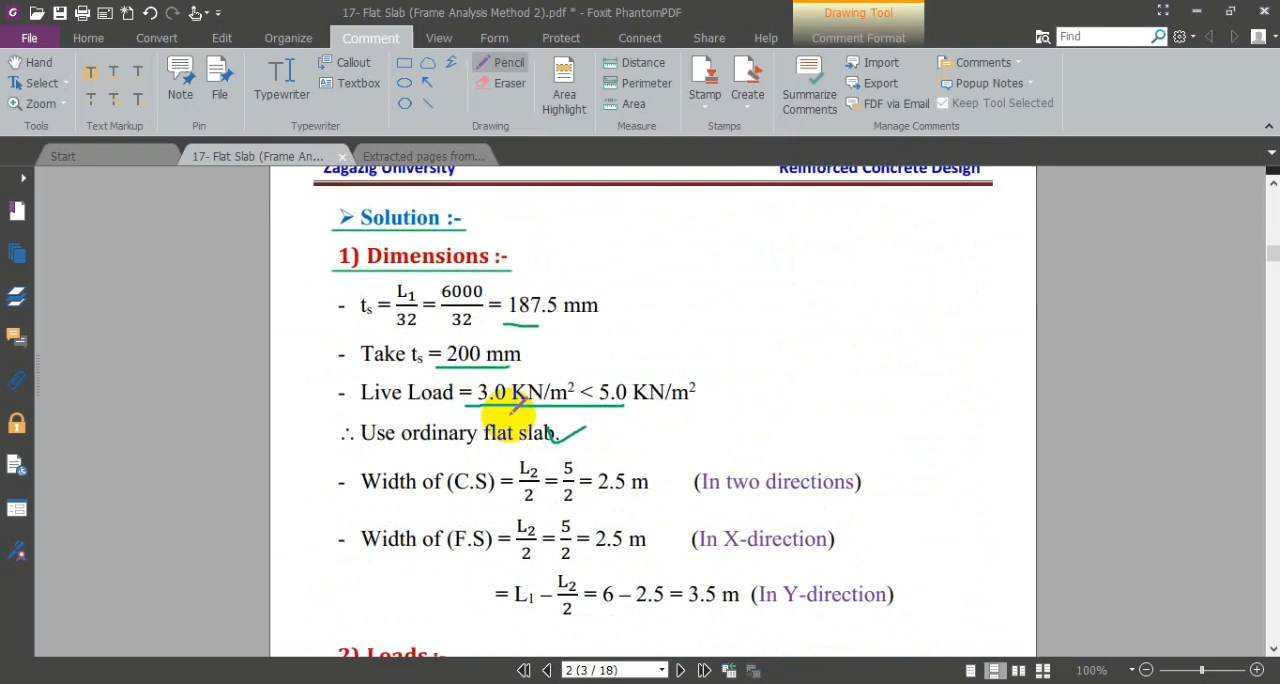 17- Flat Slab (Frame Analysis Method 2).pdf * - Foxit PhantomPDF
Drawing Tool
File Home Convert Edit Organize Comment View Form Protect Connect Share Help Comment Format Find
Hand
Select
Zoom
Tools
Text Markup
Note
File
Pin
Typewriter
Callout
Textbox
Typewriter
Pencil
Eraser
Drawing
Area
Highlight
Distance
Perimeter
Area
Measure
Stamp
Create
Stamps
Summarize
Comments
Import
Export
FDF via Email
Comments
Popup Notes
Keep Tool Selected
Manage Comments
Start
17- Flat Slab (Frame An...
Extracted pages from...
Zagazig University Reinforced Concrete Design
➢ Solution :-
1) Dimensions :-
- ts = L1/32 = 6000/32 = 187.5 mm
- Take ts = 200 mm
- Live Load = 3.0 KN/m² < 5.0 KN/m²
∴ Use ordinary flat slab.
- Width of (C.S) = L2/2 = 5/2 = 2.5 m (In two directions)
- Width of (F.S) = L2/2 = 5/2 = 2.5 m (In X-direction)
= L1 – L2/2 = 6 – 2.5 = 3.5 m (In Y-direction)
2) Loads :-
2 (3 / 18)
100%